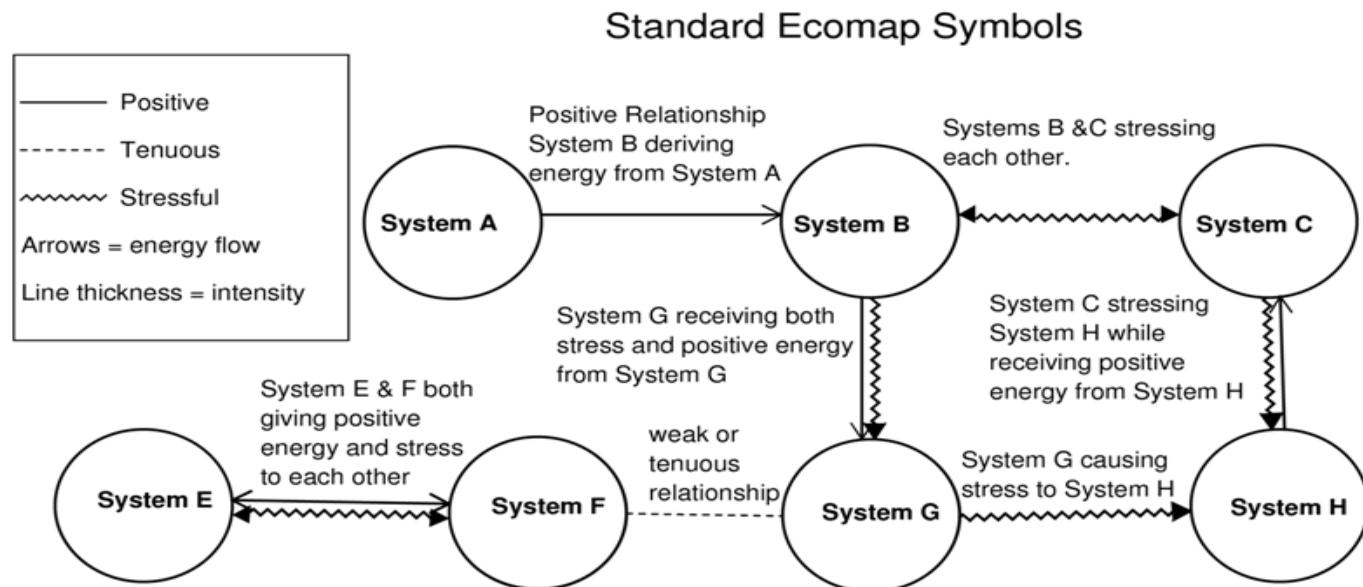 Standard Ecomap Symbols
Positive
Tenuous
Stressful
Arrows = energy flow
Line thickness = intensity
Positive Relationship
System B deriving
energy from System A
Systems B &C stressing
each other.
System A
System B
System C
System G receiving both
stress and positive energy
from System G
System C stressing
System H while
receiving positive
energy from System H
System E & F both
giving positive
energy and stress
to each other
weak or
tenuous
relationship
System G causing
stress to System H
System E
System F
System G
System H